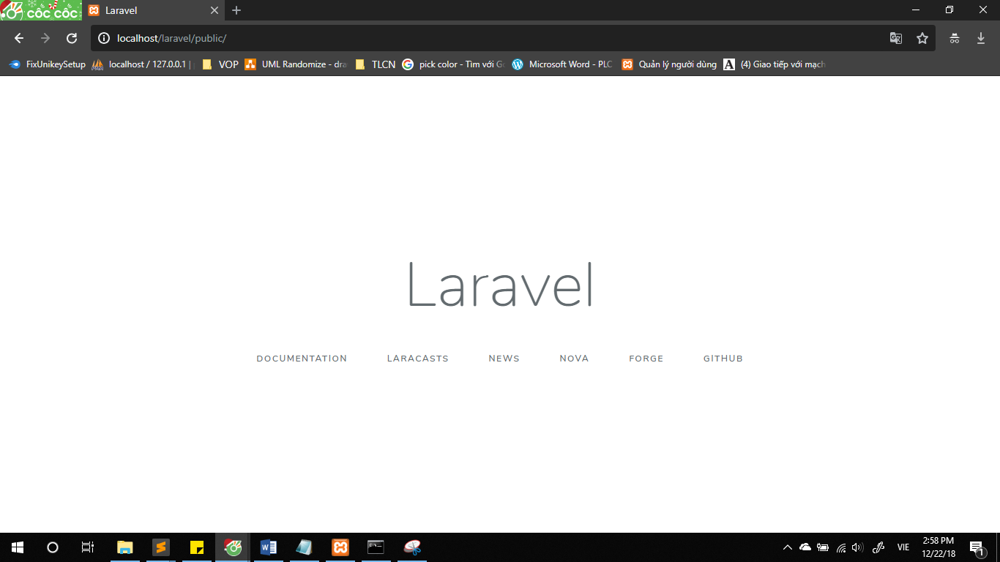 cốc cốc
Laravel
localhost/laravel/public/
FixUnikeySetup
localhost / 127.0.0.1 |
VOP
UML Randomize - dra
TLCN
pick color - Tìm với Go
Microsoft Word - PLC
Quản lý người dùng
(4) Giao tiếp với mạch
Laravel
DOCUMENTATION LARACASTS NEWS NOVA FORGE GITHUB
VIE
2:58 PM
12/22/18
1